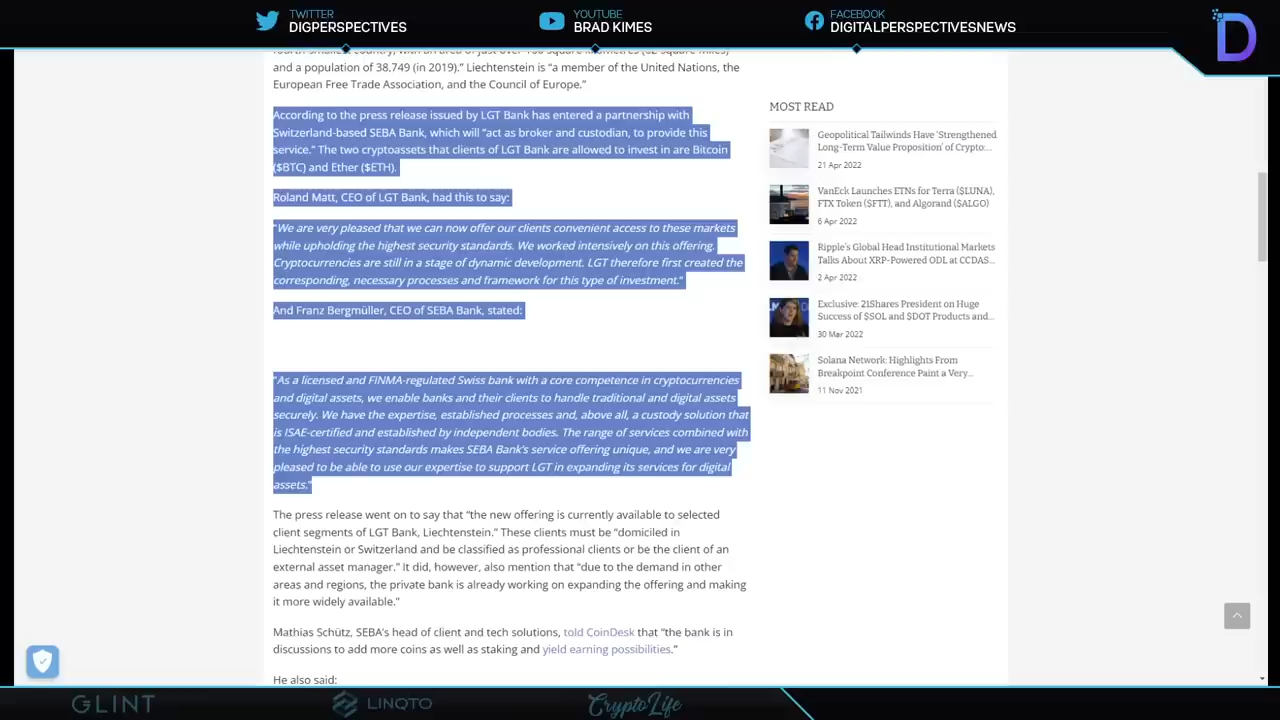 TWITTER
DIGPERSPECTIVES
YOUTUBE
BRAD KIMES
FACEBOOK
DIGITALPERSPECTIVESNEWS
D
and a population of 38,749 (in 2019).” Liechtenstein is “a member of the United Nations, the
European Free Trade Association, and the Council of Europe.”
According to the press release issued by LGT Bank has entered a partnership with
Switzerland-based SEBA Bank, which will “act as broker and custodian, to provide this
service.” The two cryptoassets that clients of LGT Bank are allowed to invest in are Bitcoin
($BTC) and Ether ($ETH).
Roland Matt, CEO of LGT Bank, had this to say:
“We are very pleased that we can now offer our clients convenient access to these markets
while upholding the highest security standards. We worked intensively on this offering.
Cryptocurrencies are still in a stage of dynamic development. LGT therefore first created the
corresponding, necessary processes and framework for this type of investment.“
And Franz Bergmüller, CEO of SEBA Bank, stated:
“As a licensed and FINMA-regulated Swiss bank with a core competence in cryptocurrencies
and digital assets, we enable banks and their clients to handle traditional and digital assets
securely. We have the expertise, established processes and, above all, a custody solution that
is ISAE-certified and established by independent bodies. The range of services combined with
the highest security standards makes SEBA Bank’s service offering unique, and we are very
pleased to be able to use our expertise to support LGT in expanding its services for digital
assets.“
The press release went on to say that “the new offering is currently available to selected
client segments of LGT Bank, Liechtenstein.” These clients must be “domiciled in
Liechtenstein or Switzerland and be classified as professional clients or be the client of an
external asset manager.” It did, however, also mention that “due to the demand in other
areas and regions, the private bank is already working on expanding the offering and making
it more widely available.”
Mathias Schütz, SEBA’s head of client and tech solutions, told CoinDesk that “the bank is in
discussions to add more coins as well as staking and yield earning possibilities.”
He also said:
MOST READ
Geopolitical Tailwinds Have ‘Strengthened
Long-Term Value Proposition’ of Crypto:...
21 Apr 2022
VanEck Launches ETNs for Terra ($LUNA),
FTX Token ($FTT), and Algorand ($ALGO)
6 Apr 2022
Ripple’s Global Head Institutional Markets
Talks About XRP-Powered ODL at CCDAS...
2 Apr 2022
Exclusive: 21Shares President on Huge
Success of $SOL and $DOT Products and...
30 Mar 2022
Solana Network: Highlights From
Breakpoint Conference Paint a Very...
11 Nov 2021
GLINT
LINQTO
CryptoLife